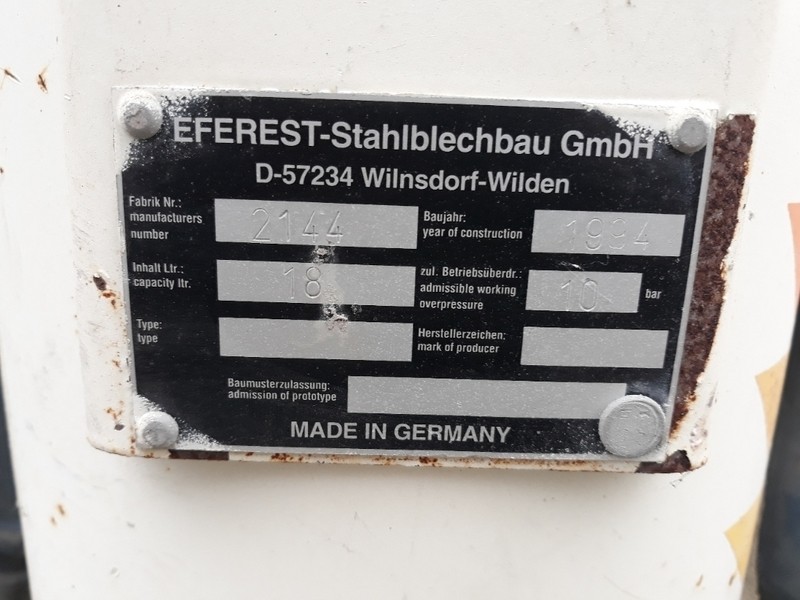 EFEREST-Stahlblechbau GmbH
D-57234 Wilnsdorf-Wilden
Fabrik Nr.:
manufacturers
number
2144
Baujahr:
year of construction
1994
Inhalt Ltr.:
capacity ltr.
18
zul. Betriebsüberdr.:
admissible working
overpressure
10
bar
Type:
type
Herstellerzeichen:
mark of producer
Baumusterzulassung:
admission of prototype
MADE IN GERMANY